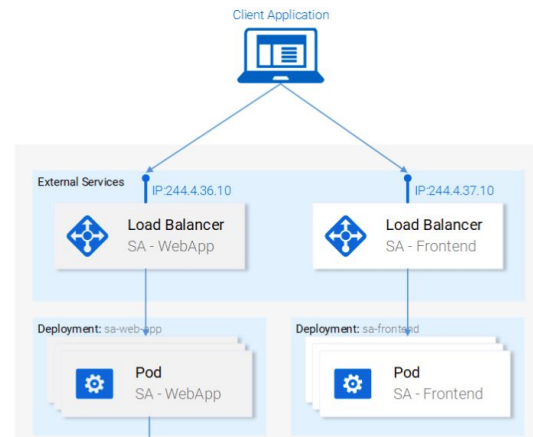 Client Application
External Services
IP:244.4.36.10
IP:244.4.37.10
Load Balancer
SA - WebApp
Load Balancer
SA - Frontend
Deployment: sa-web-app
Deployment: sa-frontend
Pod
SA - WebApp
Pod
SA - Frontend